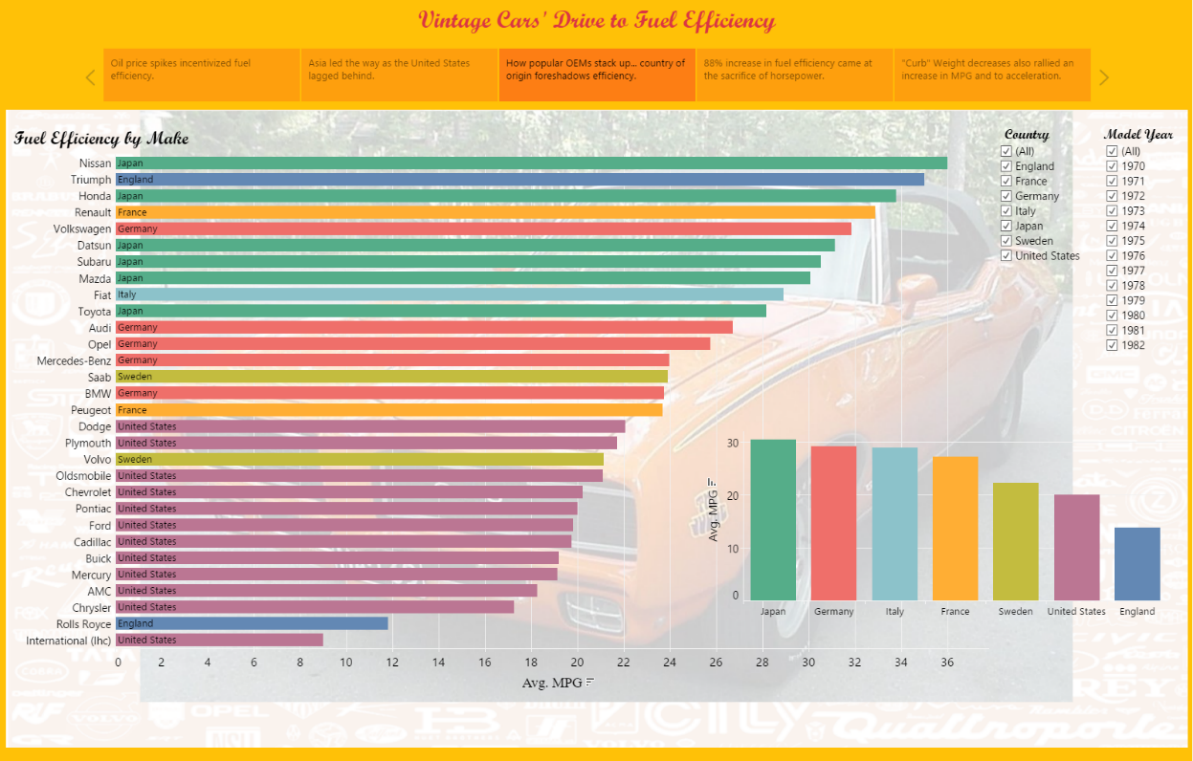 Vintage Cars' Drive to Fuel Efficiency
Oil price spikes incentivized fuel
efficiency.
Asia led the way as the United States
lagged behind.
How popular OEMs stack up... country of
origin foreshadows efficiency.
88% increase in fuel efficiency came at
the sacrifice of horsepower.
"Curb" Weight decreases also rallied an
increase in MPG and to acceleration.
Fuel Efficiency by Make
Nissan Japan
Triumph England
Honda Japan
Renault France
Volkswagen Germany
Datsun Japan
Subaru Japan
Mazda Japan
Fiat Italy
Toyota Japan
Audi Germany
Opel Germany
Mercedes-Benz Germany
Saab Sweden
BMW Germany
Peugeot France
Dodge United States
Plymouth United States
Volvo Sweden
Oldsmobile United States
Chevrolet United States
Pontiac United States
Ford United States
Cadillac United States
Buick United States
Mercury United States
AMC United States
Chrysler United States
Rolls Royce England
International (Ihc) United States
0 2 4 6 8 10 12 14 16 18 20 22 24 26 28 30 32 34 36
Avg. MPG
Country
(All)
England
France
Germany
Italy
Japan
Sweden
United States
Model Year
(All)
1970
1971
1972
1973
1974
1975
1976
1977
1978
1979
1980
1981
1982
Avg. MPG
30
20
10
0
Japan Germany Italy France Sweden United States England
OPEL
VOLVO
CITY
Quattroporte